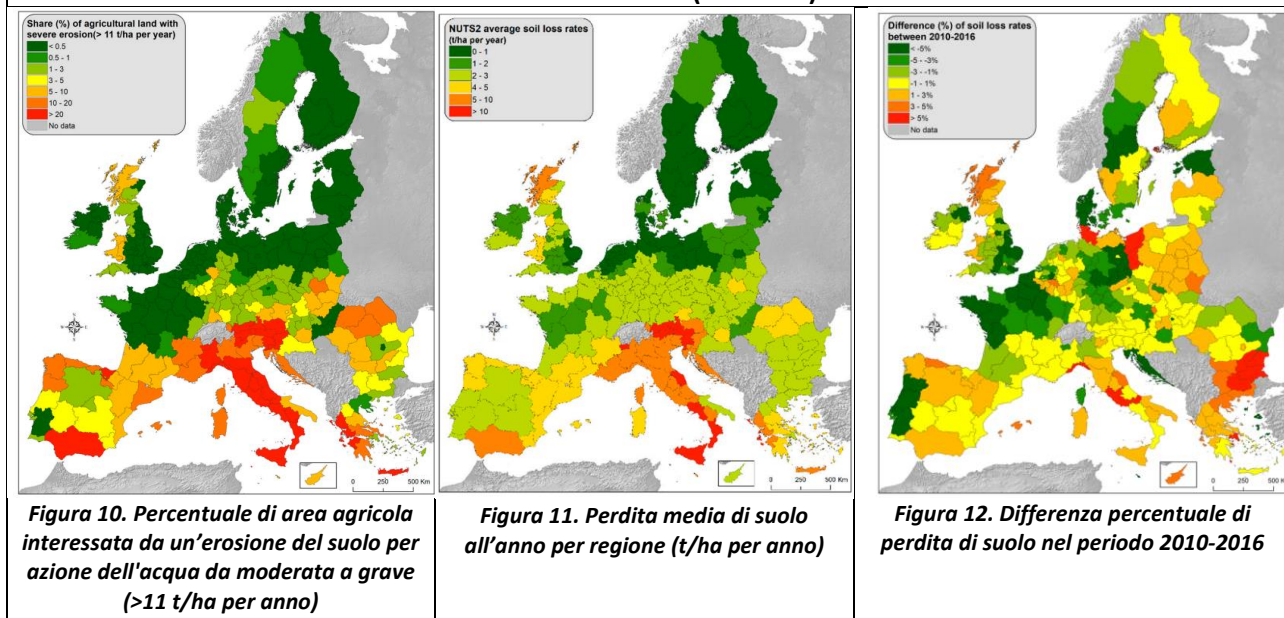 Share (%) of agricultural land with
severe erosion(> 11 t/ha per year)
< 0.5
0.5 - 1
1 - 3
3 - 5
5 - 10
10 - 20
> 20
No data
0 250 500 Km
NUTS2 average soil loss rates
(t/ha per year)
0 - 1
1 - 2
2 - 3
4 - 5
5 - 10
> 10
No data
0 250 500 Km
Difference (%) of soil loss rates
between 2010-2016
< -5%
-5 - -3%
-3 - -1%
-1 - 1%
1 - 3%
3 - 5%
> 5%
No data
0 250 500 Km
Figura 10. Percentuale di area agricola
interessata da un'erosione del suolo per
azione dell'acqua da moderata a grave
(>11 t/ha per anno)
Figura 11. Perdita media di suolo
all'anno per regione (t/ha per anno)
Figura 12. Differenza percentuale di
perdita di suolo nel periodo 2010-2016